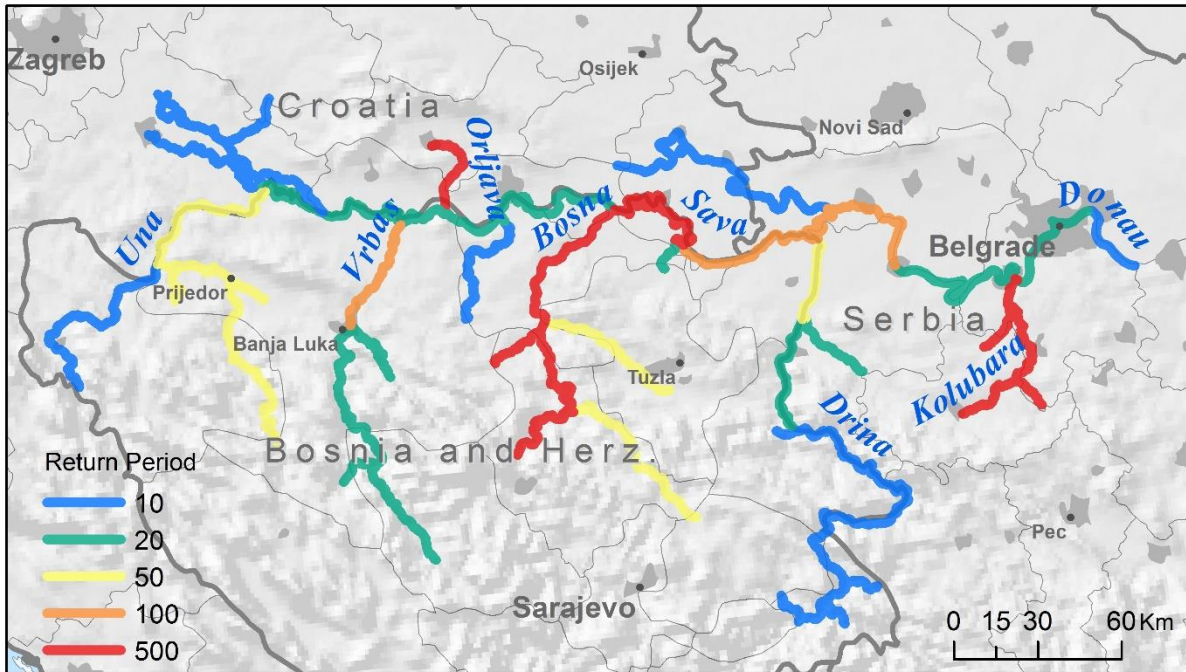 Zagreb
Osijek
Croatia
Novi Sad
Orljava
Donau
Una
Vrbas
Bosna
Sava
Belgrade
Prijedor
Serbia
Banja Luka
Tuzla
Kolubara
Drina
Bosnia and Herz.
Return Period
10
20
50
100
500
Pec
Sarajevo
0 15 30 60 Km